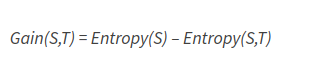 Gain(S,T) = Entropy(S) – Entropy(S,T)